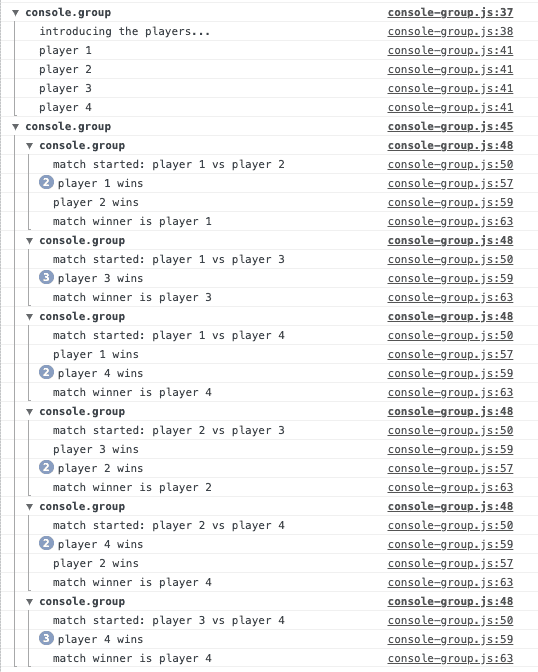 ▼ console.group console-group.js:37
introducing the players... console-group.js:38
player 1 console-group.js:41
player 2 console-group.js:41
player 3 console-group.js:41
player 4 console-group.js:41
▼ console.group console-group.js:45
▼ console.group console-group.js:48
match started: player 1 vs player 2 console-group.js:50
2 player 1 wins console-group.js:57
player 2 wins console-group.js:59
match winner is player 1 console-group.js:63
▼ console.group console-group.js:48
match started: player 1 vs player 3 console-group.js:50
3 player 3 wins console-group.js:59
match winner is player 3 console-group.js:63
▼ console.group console-group.js:48
match started: player 1 vs player 4 console-group.js:50
player 1 wins console-group.js:57
2 player 4 wins console-group.js:59
match winner is player 4 console-group.js:63
▼ console.group console-group.js:48
match started: player 2 vs player 3 console-group.js:50
player 3 wins console-group.js:59
2 player 2 wins console-group.js:57
match winner is player 2 console-group.js:63
▼ console.group console-group.js:48
match started: player 2 vs player 4 console-group.js:50
2 player 4 wins console-group.js:59
player 2 wins console-group.js:57
match winner is player 4 console-group.js:63
▼ console.group console-group.js:48
match started: player 3 vs player 4 console-group.js:50
3 player 4 wins console-group.js:59
match winner is player 4 console-group.js:63